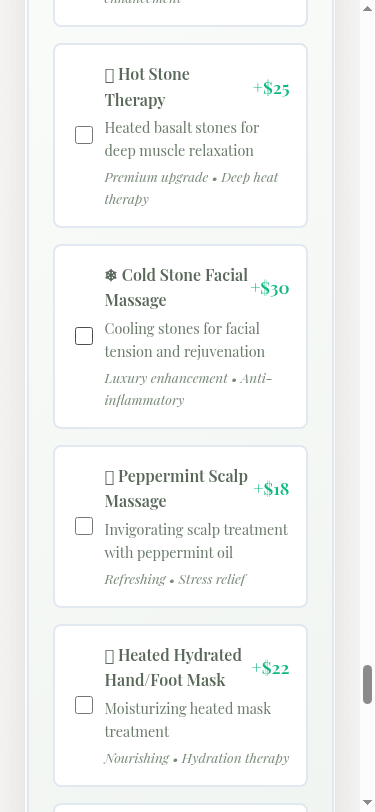 Hot Stone
Therapy
+$25
Heated basalt stones for
deep muscle relaxation
Premium upgrade • Deep heat
therapy
❄ Cold Stone Facial
Massage
+$30
Cooling stones for facial
tension and rejuvenation
Luxury enhancement • Anti-
inflammatory
Peppermint Scalp
Massage
+$18
Invigorating scalp treatment
with peppermint oil
Refreshing • Stress relief
Heated Hydrated
Hand/Foot Mask
+$22
Moisturizing heated mask
treatment
Nourishing • Hydration therapy